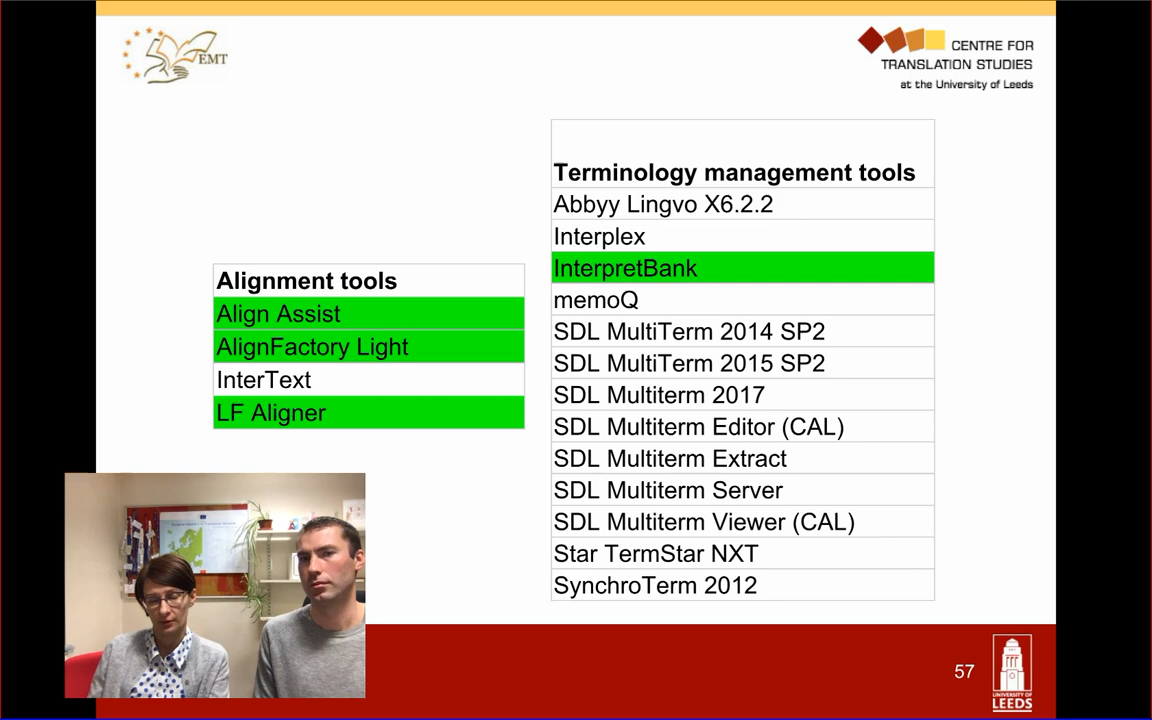 EMT
CENTRE FOR
TRANSLATION STUDIES
at the University of Leeds
Alignment tools
Align Assist
AlignFactory Light
InterText
LF Aligner
Terminology management tools
Abbyy Lingvo X6.2.2
Interplex
InterpretBank
memoQ
SDL MultiTerm 2014 SP2
SDL MultiTerm 2015 SP2
SDL Multiterm 2017
SDL Multiterm Editor (CAL)
SDL Multiterm Extract
SDL Multiterm Server
SDL Multiterm Viewer (CAL)
Star TermStar NXT
SynchroTerm 2012
57
UNIVERSITY OF
LEEDS